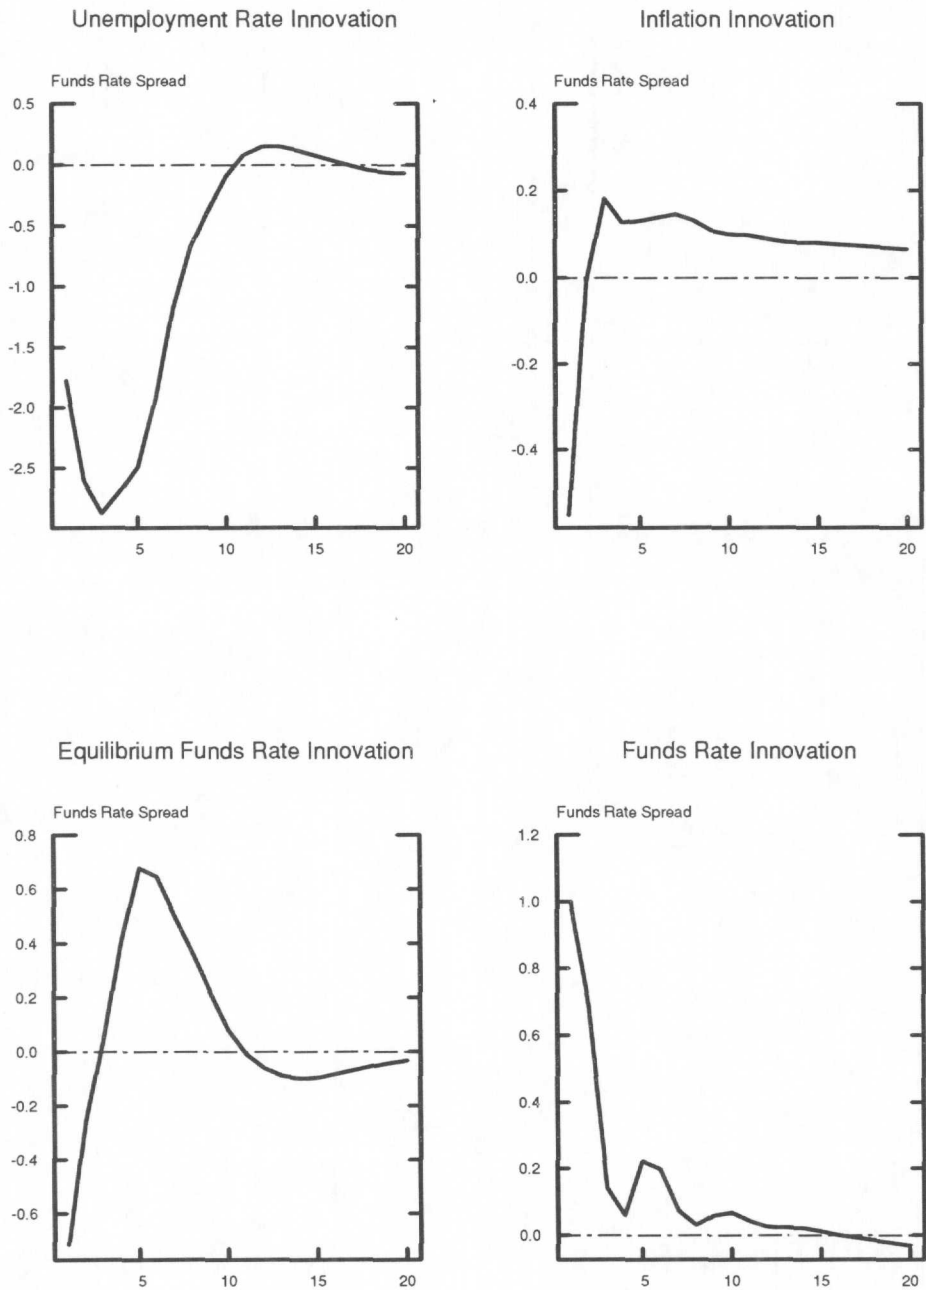 Unemployment Rate Innovation
Funds Rate Spread
0.5
0.0
-0.5
-1.0
-1.5
-2.0
-2.5
5 10 15 20
Inflation Innovation
Funds Rate Spread
0.4
0.2
0.0
-0.2
-0.4
5 10 15 20
Equilibrium Funds Rate Innovation
Funds Rate Spread
0.8
0.6
0.4
0.2
0.0
-0.2
-0.4
-0.6
5 10 15 20
Funds Rate Innovation
Funds Rate Spread
1.2
1.0
0.8
0.6
0.4
0.2
0.0
5 10 15 20